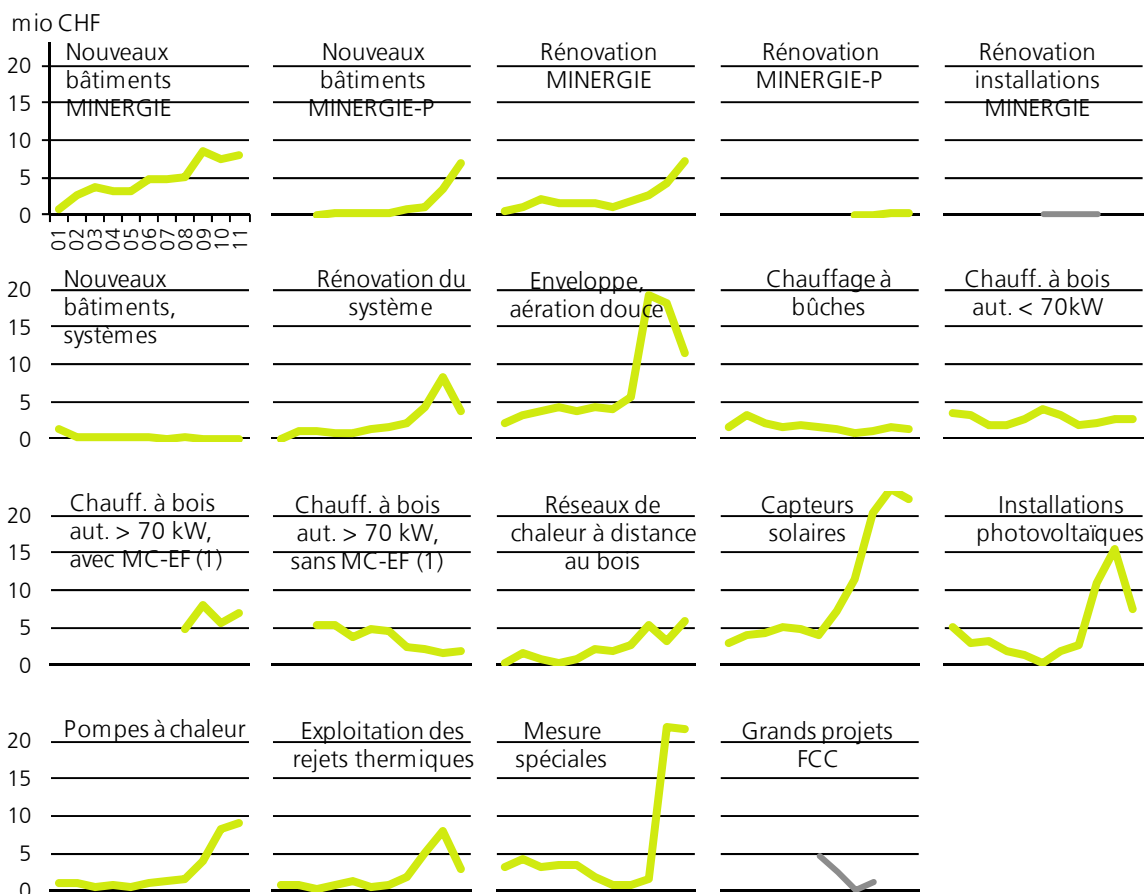 mio CHF
Nouveaux
bâtiments
MINERGIE
Nouveaux
bâtiments
MINERGIE-P
Rénovation
MINERGIE
Rénovation
MINERGIE-P
Rénovation
installations
MINERGIE
20
15
10
5
0
01
02
03
04
05
06
07
08
09
10
11
Nouveaux
bâtiments,
systèmes
Rénovation du
système
Enveloppe,
aération douce
Chauffage à
bûches
Chauff. à bois
aut. < 70kW
20
15
10
5
0
Chauff. à bois
aut. > 70 kW,
avec MC-EF (1)
Chauff. à bois
aut. > 70 kW,
sans MC-EF (1)
Réseaux de
chaleur à distance
au bois
Capteurs
solaires
Installations
photovoltaïques
20
15
10
5
0
Pompes à chaleur
Exploitation des
rejets thermiques
Mesure
spéciales
Grands projets
FCC
20
15
10
5
0